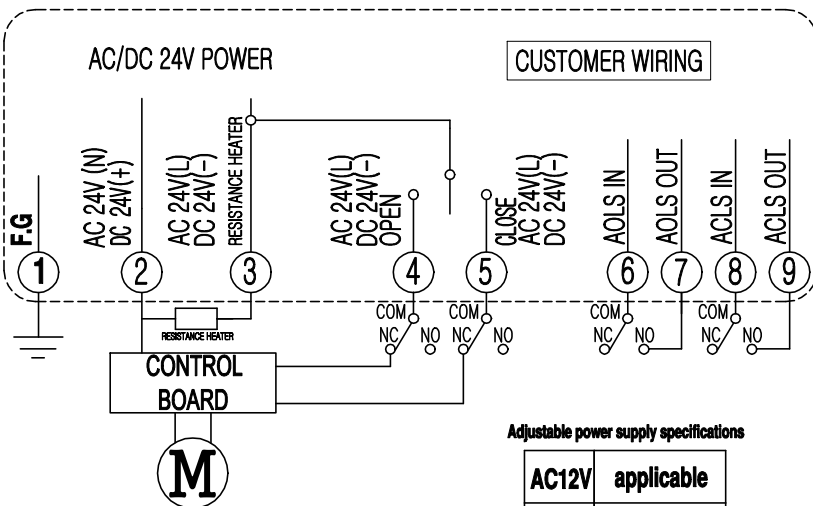 AC/DC 24V POWER
CUSTOMER WIRING
F.G
AC 24V (N)
DC 24V(+)
AC 24V(L)
DC 24V(-)
RESISTANCE HEATER
AC 24V(L)
DC 24V(-)
OPEN
CLOSE
AC 24V(L)
DC 24V(-)
AOLS IN
AOLS OUT
ACLS IN
ACLS OUT
1
2
3
4
5
6
7
8
9
COM
NC
NO
COM
NC
NO
COM
NC
NO
COM
NC
NO
RESISTANCE HEATER
CONTROL
BOARD
M
Adjustable power supply specifications
AC12V applicable